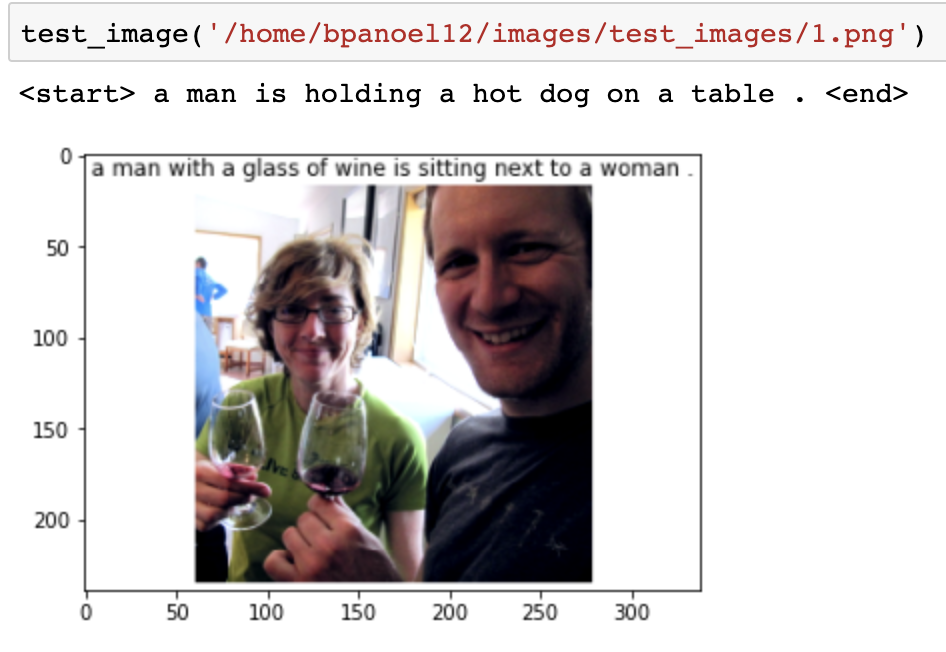 test_image('/home/bpanoel12/images/test_images/1.png')
<start> a man is holding a hot dog on a table . <end>
a man with a glass of wine is sitting next to a woman .
0
50
100
150
200
0 50 100 150 200 250 300